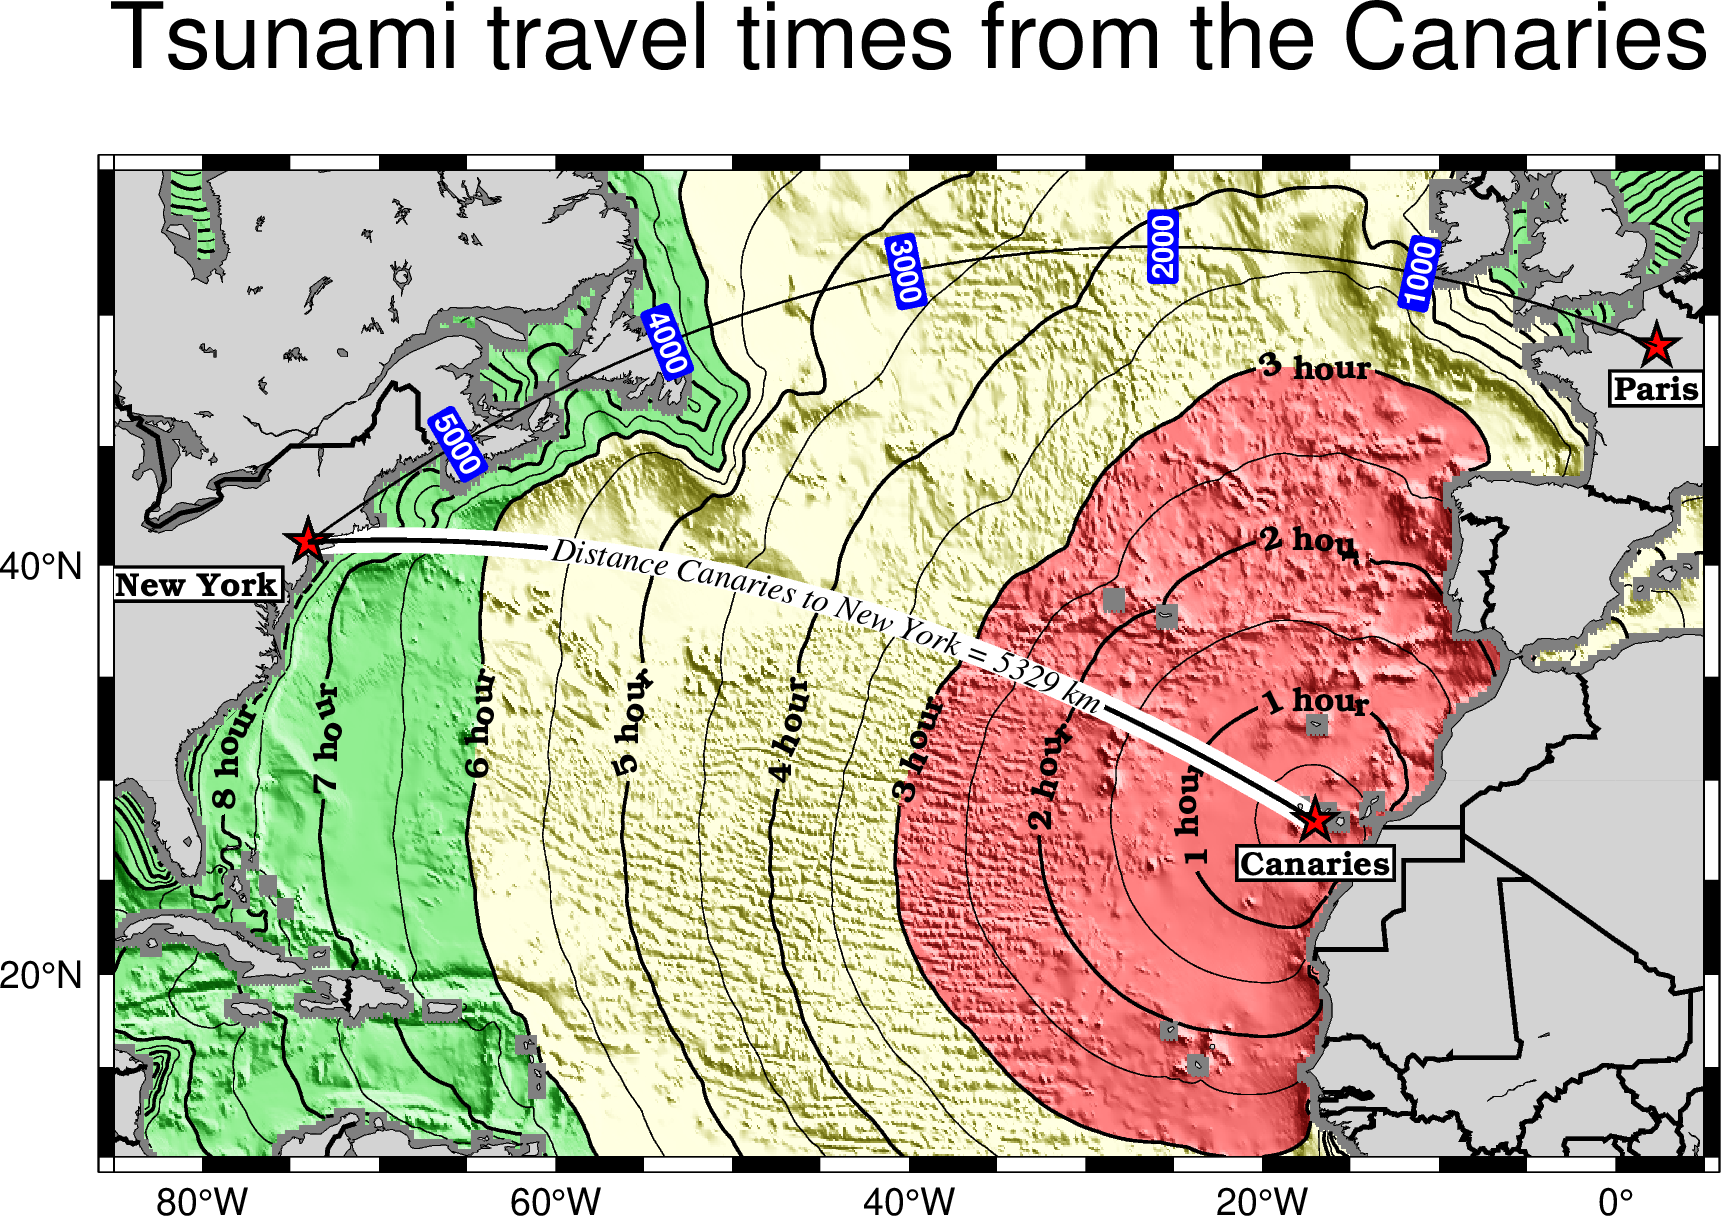 Tsunami travel times from the Canaries
1000
2000
3000
4000
5000
Paris
3 hour
2 hour
40°N
New York
Distance Canaries to New York = 5329 km
1 hour
8 hour
7 hour
6 hour
5 hour
4 hour
3 hour
2 hour
1 hour
Canaries
20°N
80°W
60°W
40°W
20°W
0°